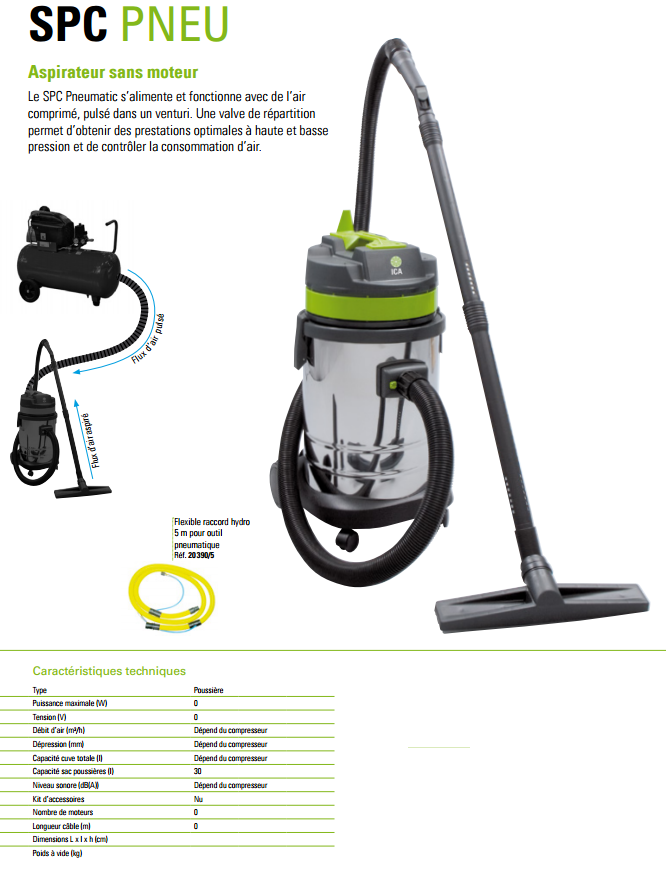 SPC PNEU
Aspirateur sans moteur
Le SPC Pneumatic s'alimente et fonctionne avec de l'air
comprimé, pulsé dans un venturi. Une valve de répartition
permet d'obtenir des prestations optimales à haute et basse
pression et de contrôler la consommation d'air.
ICA
Flux d'air pulsé
Flux d'air aspiré
Flexible raccord hydro
5 m pour outil
pneumatique
Réf. 20390/5
Caractéristiques techniques
Type Poussière
Puissance maximale (W) 0
Tension (V) 0
Débit d'air (m³/h) Dépend du compresseur
Dépression (mm) Dépend du compresseur
Capacité cuve totale (l) Dépend du compresseur
Capacité sac poussières (l) 30
Niveau sonore (dB(A)) Dépend du compresseur
Kit d'accessoires Nu
Nombre de moteurs 0
Longueur câble (m) 0
Dimensions L x l x h (cm)
Poids à vide (kg)